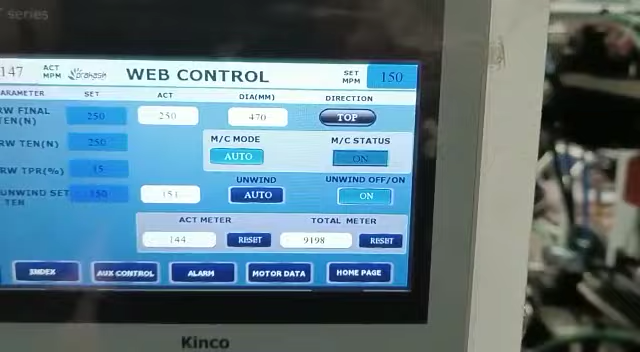 series
147 ACT MPM Prakash WEB CONTROL SET MPM 150
ARAMETER SET ACT DIA(MM) DIRECTION
RW FINAL TEN(N) 250 250 470 TOP
RW TEN(N) 250 M/C MODE M/C STATUS
AUTO ON
RW TPR(%) 15
UNWIND UNWIND OFF/ON
UNWIND SET TEN 150 151 AUTO ON
ACT METER TOTAL METER
144 RESET 9198 RESET
INDEX AUX CONTROL ALARM MOTOR DATA HOME PAGE
Kinco